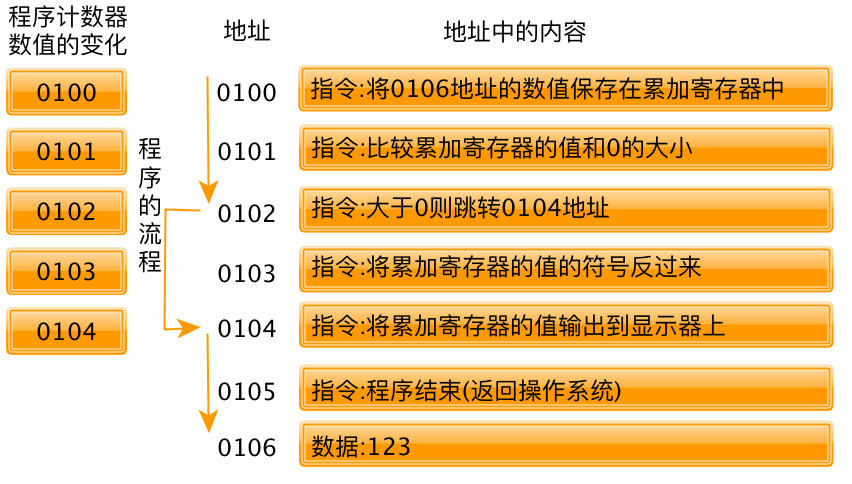 程序计数器
数值的变化
地址
地址中的内容
0100
0100
指令:将0106地址的数值保存在累加寄存器中
0101
程序的流程
0101
指令:比较累加寄存器的值和0的大小
0102
0102
指令:大于0则跳转0104地址
0103
0103
指令:将累加寄存器的值的符号反过来
0104
0104
指令:将累加寄存器的值输出到显示器上
0105
指令:程序结束(返回操作系统)
0106
数据:123